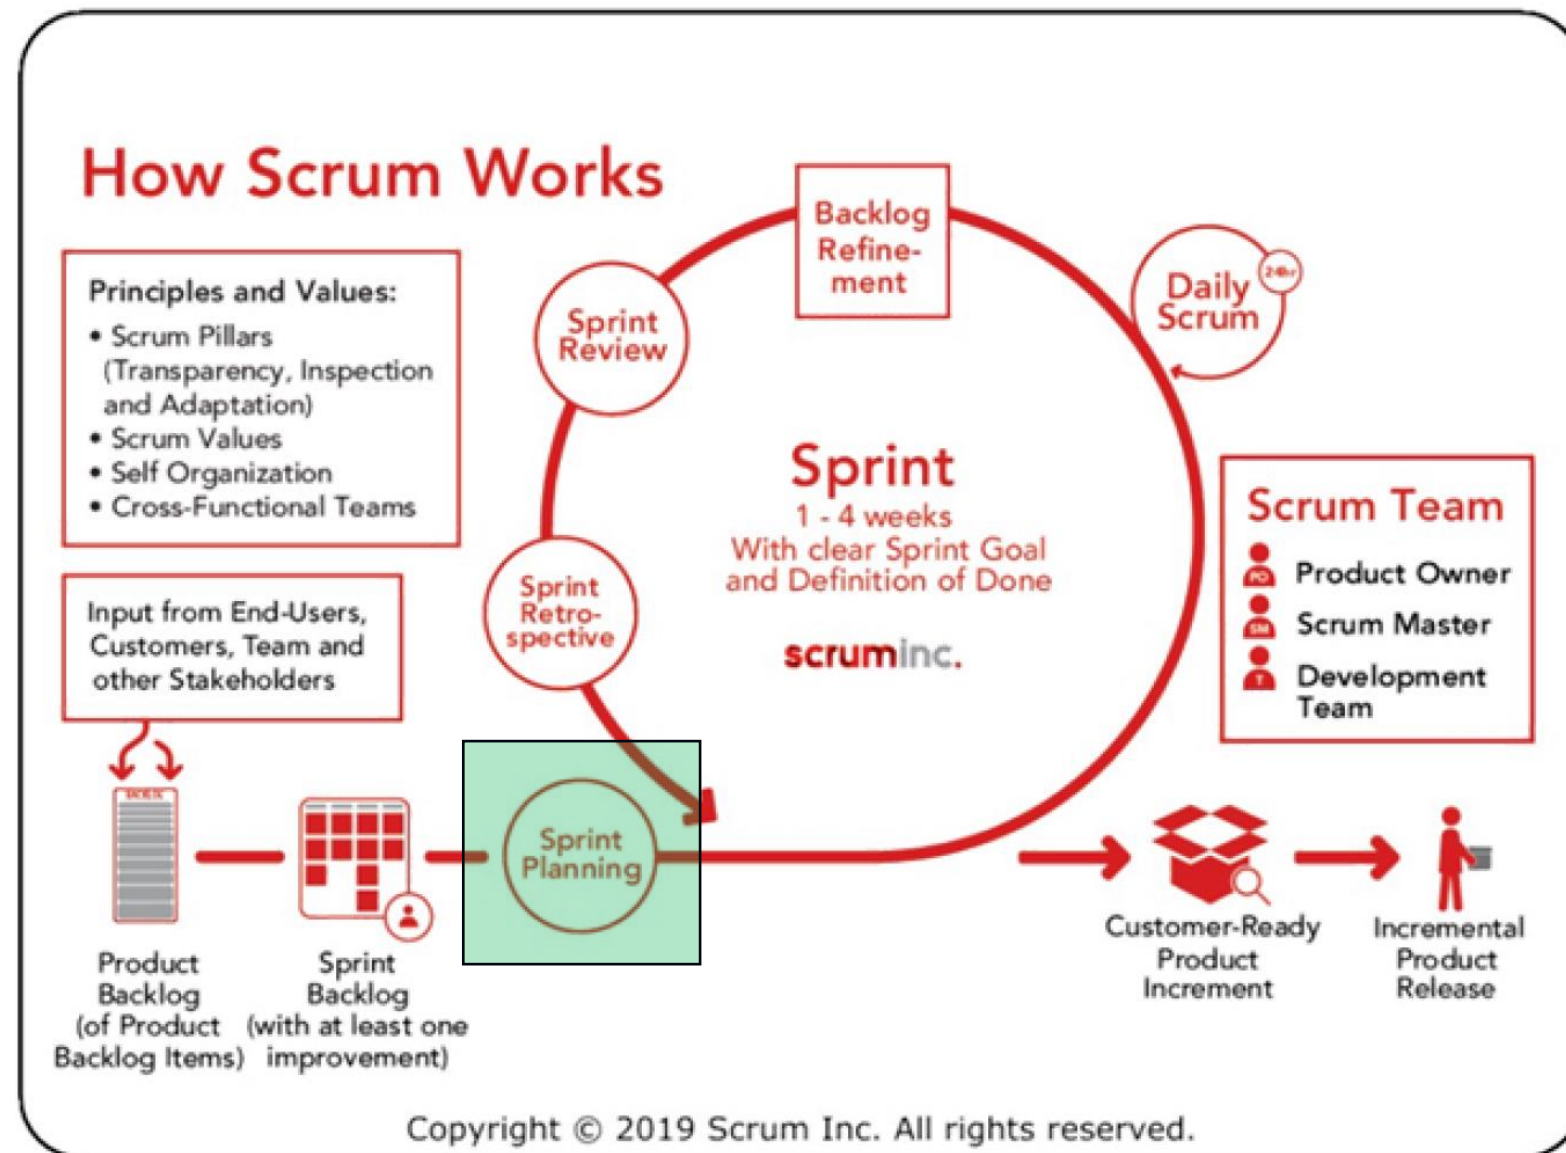 How Scrum Works
Principles and Values:
• Scrum Pillars
(Transparency, Inspection
and Adaptation)
• Scrum Values
• Self Organization
• Cross-Functional Teams
Input from End-Users,
Customers, Team and
other Stakeholders
Backlog
Refine-
ment
Daily
Scrum
24hr
Sprint
Review
Sprint
Retro-
spective
Sprint
Planning
Sprint
1 - 4 weeks
With clear Sprint Goal
and Definition of Done
scruminc.
Scrum Team
PO
Product Owner
SM
Scrum Master
T
Development
Team
Product
Backlog
(of Product
Backlog Items)
Sprint
Backlog
(with at least one
improvement)
Customer-Ready
Product
Increment
Incremental
Product
Release
Copyright © 2019 Scrum Inc. All rights reserved.